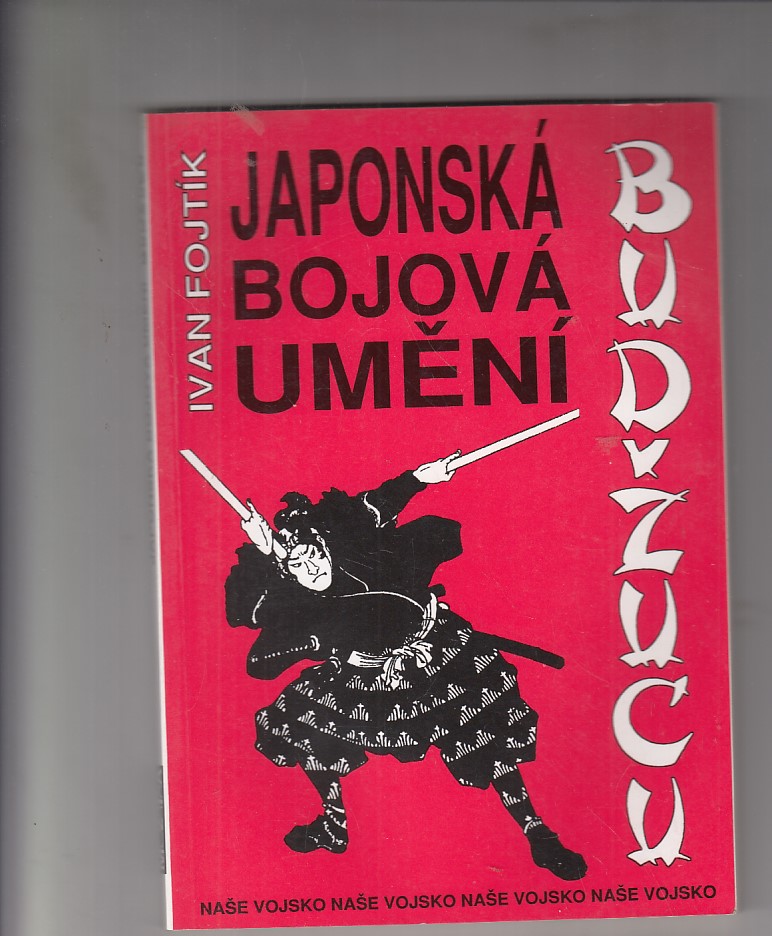 IVAN FOJTÍK
JAPONSKÁ
BOJOVÁ
UMĚNÍ
BUDŽUCU
NAŠE VOJSKO NAŠE VOJSKO NAŠE VOJSKO NAŠE VOJSKO